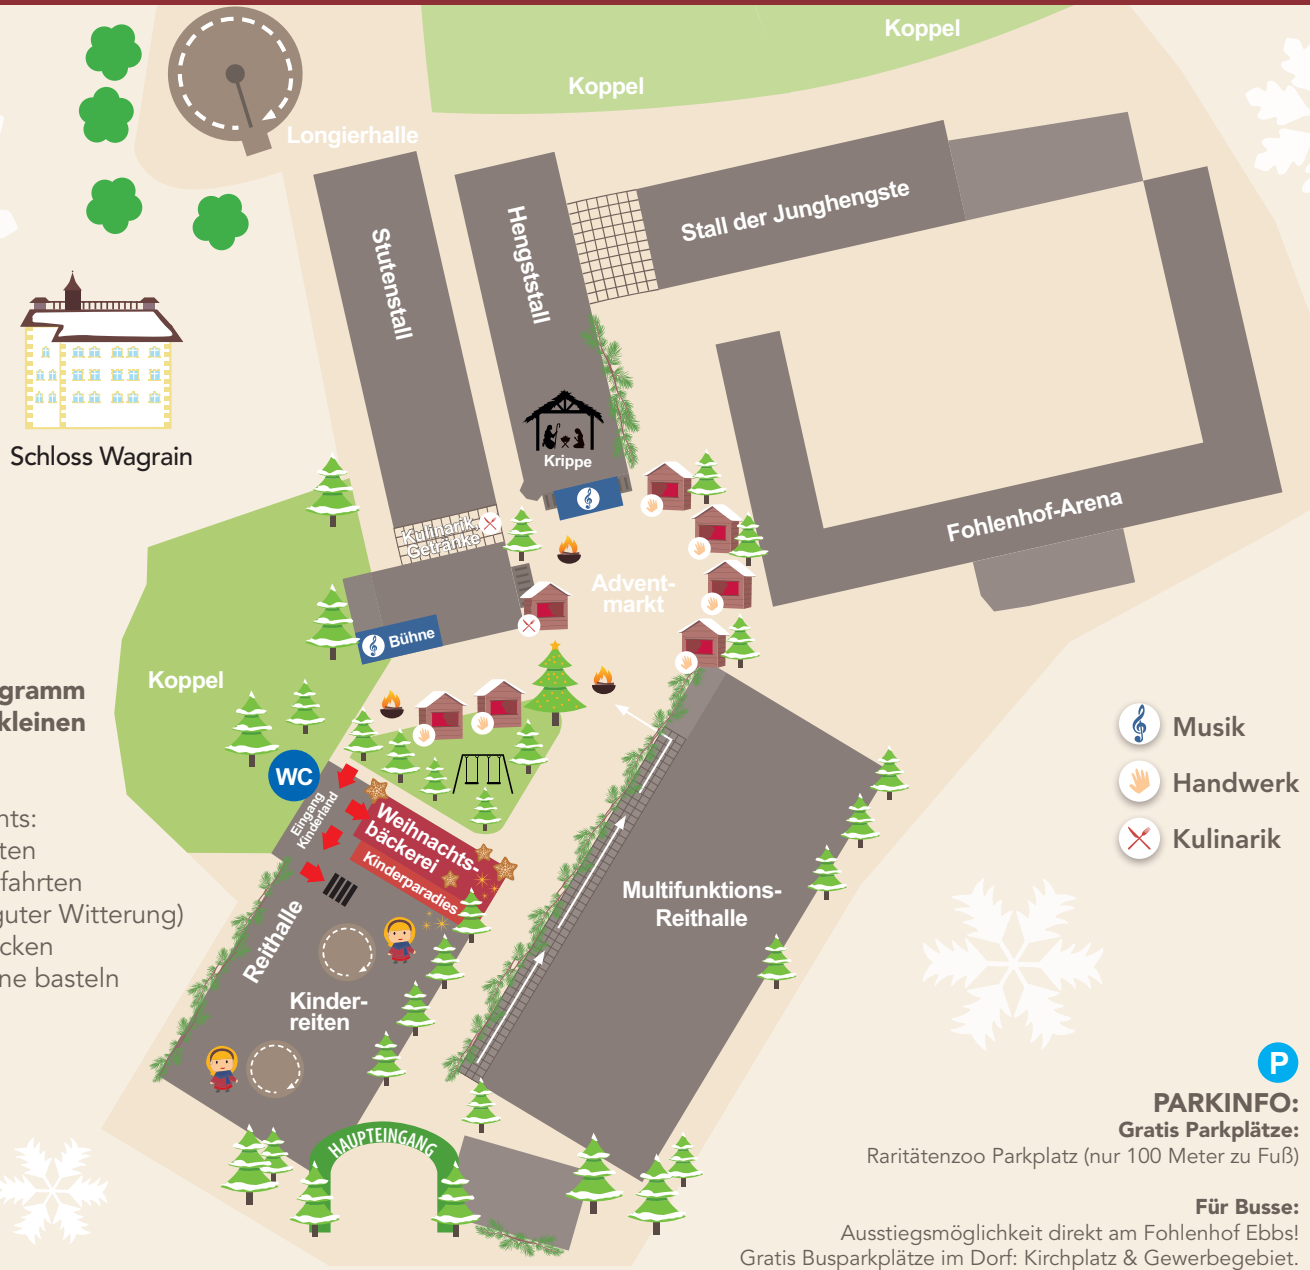 Koppel
Koppel
Longierhalle
Stutenstall
Hengststall
Stall der Junghengste
Schloss Wagrain
Krippe
Kulinarik
Getränke
Fohlenhof-Arena
Advent-
markt
Bühne
Koppel
gramm
kleinen
Musik
Handwerk
Kulinarik
WC
Eingang
Kinderland
Weihnachts-
bäckerei
Kinderparadies
nts:
ten
fahrten
guter Witterung)
cken
ne basteln
Multifunktions-
Reithalle
Reithalle
Kinder-
reiten
HAUPTEINGANG
P
PARKINFO:
Gratis Parkplätze:
Raritätenzoo Parkplatz (nur 100 Meter zu Fuß)
Für Busse:
Ausstiegsmöglichkeit direkt am Fohlenhof Ebbs!
Gratis Busparkplätze im Dorf: Kirchplatz & Gewerbegebiet.